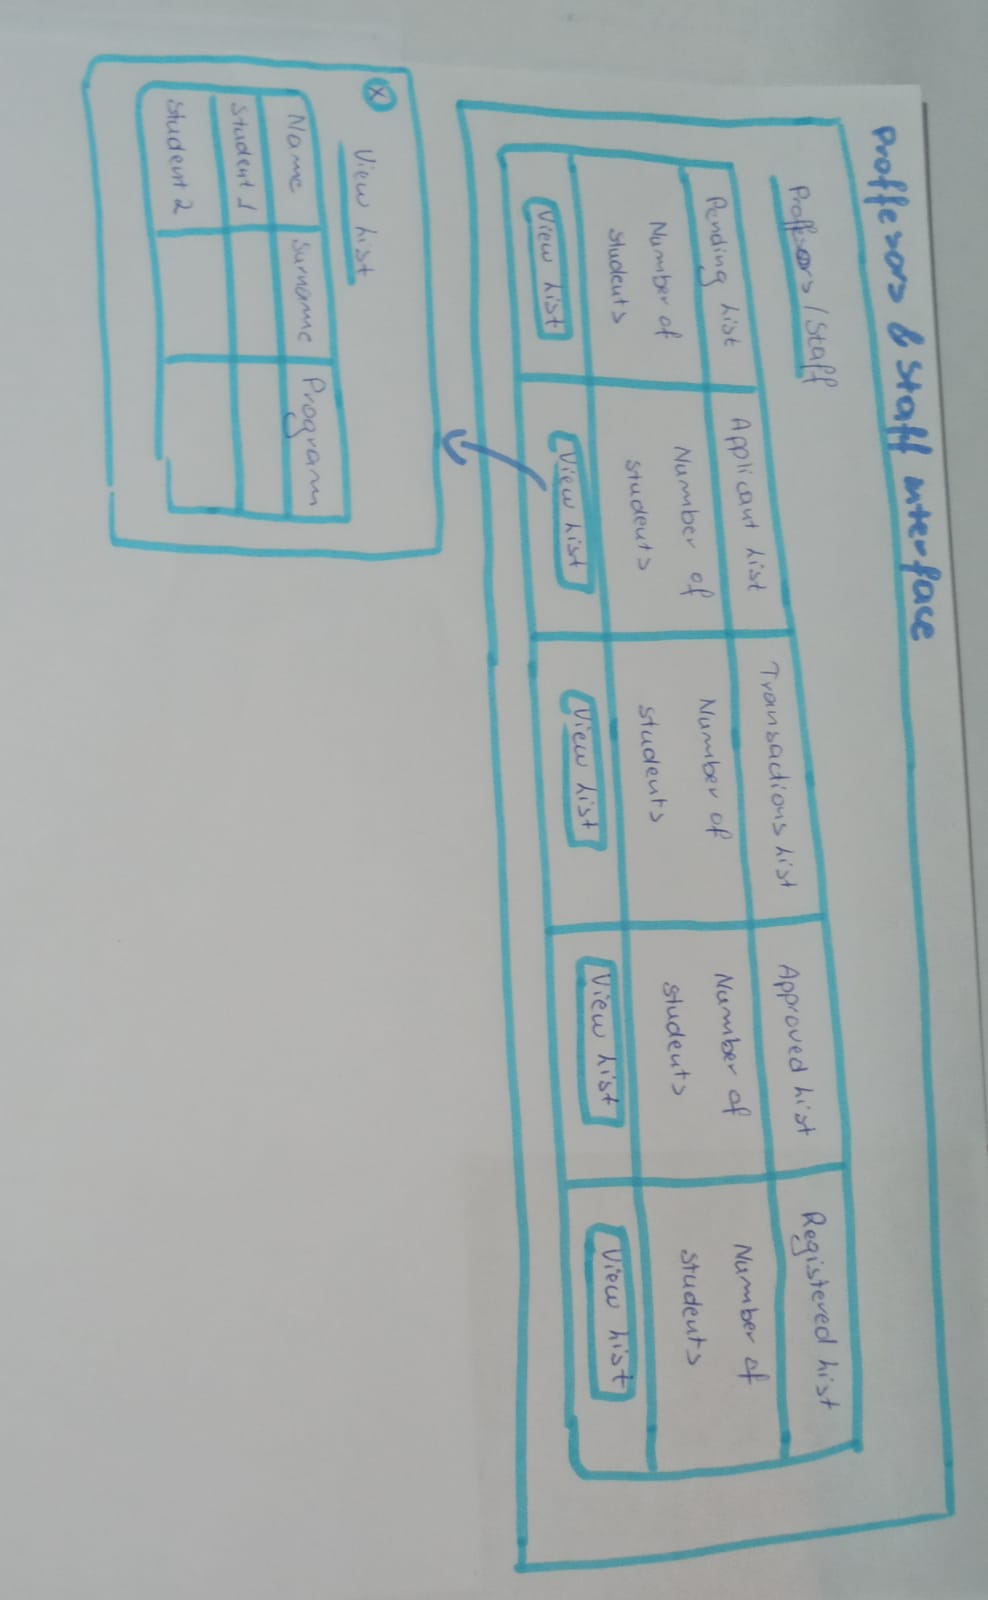 Proffesors & Staff interface
Proffesors / Staff
Pending List
Applicant List
Transactions List
Approved List
Registered List
Number of
students
Number of
students
Number of
students
Number of
students
Number of
students
View List
View List
View List
View List
View List
X
View List
Name
Surname
Program
Student 1
Student 2